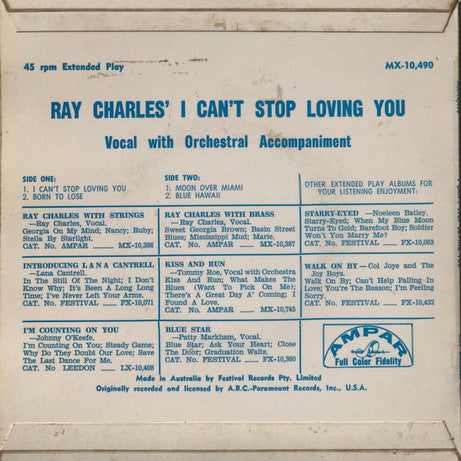 45 rpm Extended Play
MX-10,490
RAY CHARLES' I CAN'T STOP LOVING YOU
Vocal with Orchestral Accompaniment
SIDE ONE:
1. I CAN'T STOP LOVING YOU
2. BORN TO LOSE
SIDE TWO:
1. MOON OVER MIAMI
2. BLUE HAWAII
OTHER EXTENDED PLAY ALBUMS FOR
YOUR LISTENING ENJOYMENT:
RAY CHARLES WITH STRINGS
—Ray Charles, Vocal.
Georgia On My Mind; Nancy; Ruby;
Stella By Starlight.
CAT. No. AMPAR ___ MX-10,386
RAY CHARLES WITH BRASS
—Ray Charles, Vocal.
Sweet Georgia Brown; Basin Street
Blues; Mississippi Mud; Marie.
CAT. No. AMPAR ___ MX-10,387
STARRY-EYED —Noeleen Batley.
Starry-Eyed; When My Blue Moon
Turns To Gold; Barefoot Boy; Soldier
Won't You Marry Me?
CAT. No. FESTIVAL ___ FX-10,063
INTRODUCING LANA CANTRELL
—Lana Cantrell.
In The Still Of The Night; I Don't
Know Why; It's Been A Long Long
Time; I've Never Left Your Arms.
CAT. No. FESTIVAL ___ FX-10,071
KISS AND RUN
—Tommy Roe, Vocal with Orchestra
Kiss And Run; What Makes The
Blues (Want To Pick On Me);
There's A Great Day A' Coming; I
Found A Love.
CAT. No. AMPAR ___ MX-10,745
WALK ON BY — Col Joye and The
Joy Boys.
Walk On By; Can't Help Falling In
Love; You're The Reason; I'm Feeling
Sorry.
CAT. No. FESTIVAL ___ FX-10,432
I'M COUNTING ON YOU
—Johnny O'Keefe.
I'm Counting On You; Steady Game;
Why Do They Doubt Our Love; Save
The Last Dance For Me.
CAT. No LEEDON ___ LX-10,408
BLUE STAR
—Patty Markham, Vocal.
Blue Star; Ask Your Heart; Close
The Door; Graduation Waltz.
CAT. No. FESTIVAL ___ FX-10,360
AMPAR
Full Color Fidelity
Made in Australia by Festival Records Pty. Limited
Originally recorded and licensed by A.B.C.-Paramount Records, Inc., U.S.A.